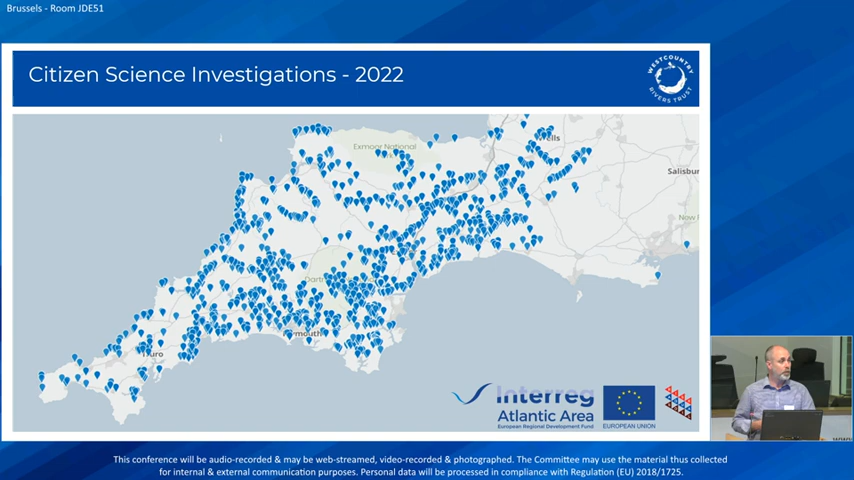 Brussels - Room JDE51
Citizen Science Investigations - 2022
WESTCOUNTRY
RIVERS TRUST
Exmoor National
Salisbur
Interreg
Atlantic Area
European Regional Development Fund
EUROPEAN UNION
This conference will be audio-recorded & may be web-streamed, video-recorded & photographed. The Committee may use the material thus collected
for internal & external communication purposes. Personal data will be processed in compliance with Regulation (EU) 2018/1725.